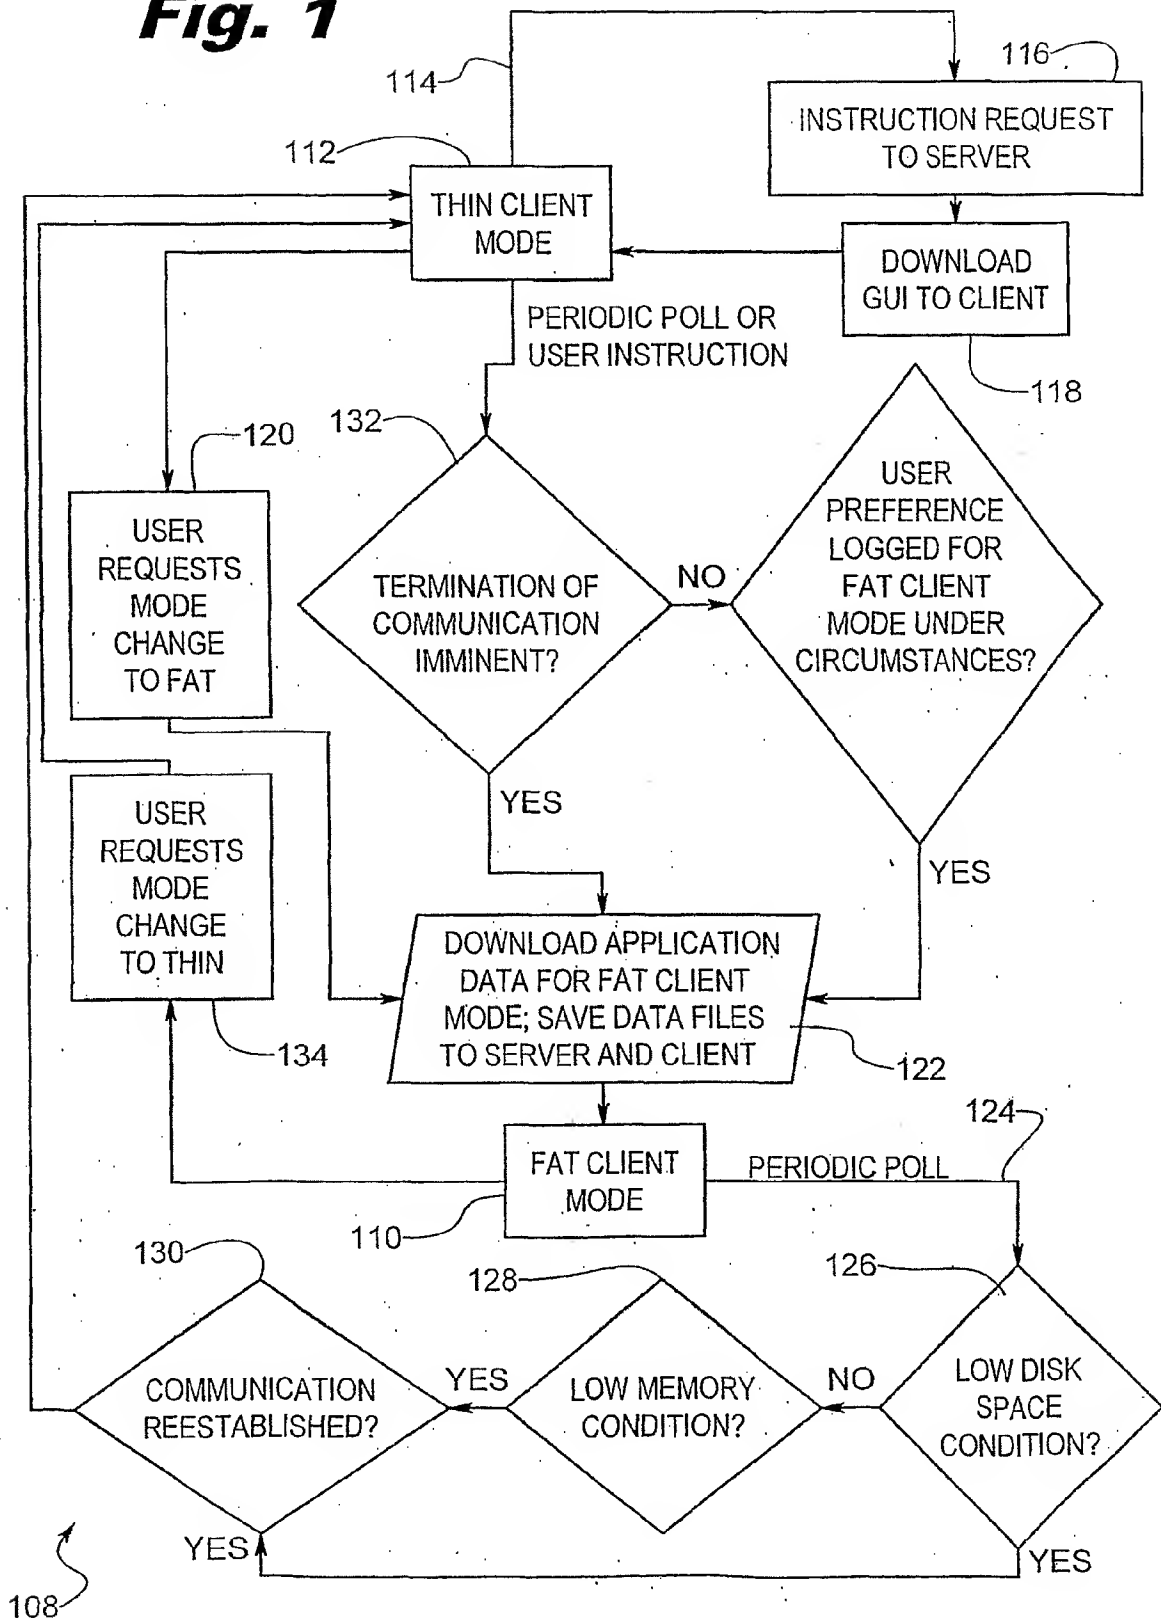 Fig. 1
114
116
INSTRUCTION REQUEST
TO SERVER
112
THIN CLIENT
MODE
DOWNLOAD
GUI TO CLIENT
118
PERIODIC POLL OR
USER INSTRUCTION
132
120
USER
REQUESTS
MODE
CHANGE
TO FAT
TERMINATION OF
COMMUNICATION
IMMINENT?
NO
USER
PREFERENCE
LOGGED FOR
FAT CLIENT
MODE UNDER
CIRCUMSTANCES?
YES
YES
USER
REQUESTS
MODE
CHANGE
TO THIN
134
DOWNLOAD APPLICATION
DATA FOR FAT CLIENT
MODE; SAVE DATA FILES
TO SERVER AND CLIENT
122
124
FAT CLIENT
MODE
PERIODIC POLL
110
130
128
126
COMMUNICATION
REESTABLISHED?
YES
LOW MEMORY
CONDITION?
NO
LOW DISK
SPACE
CONDITION?
YES
YES
108